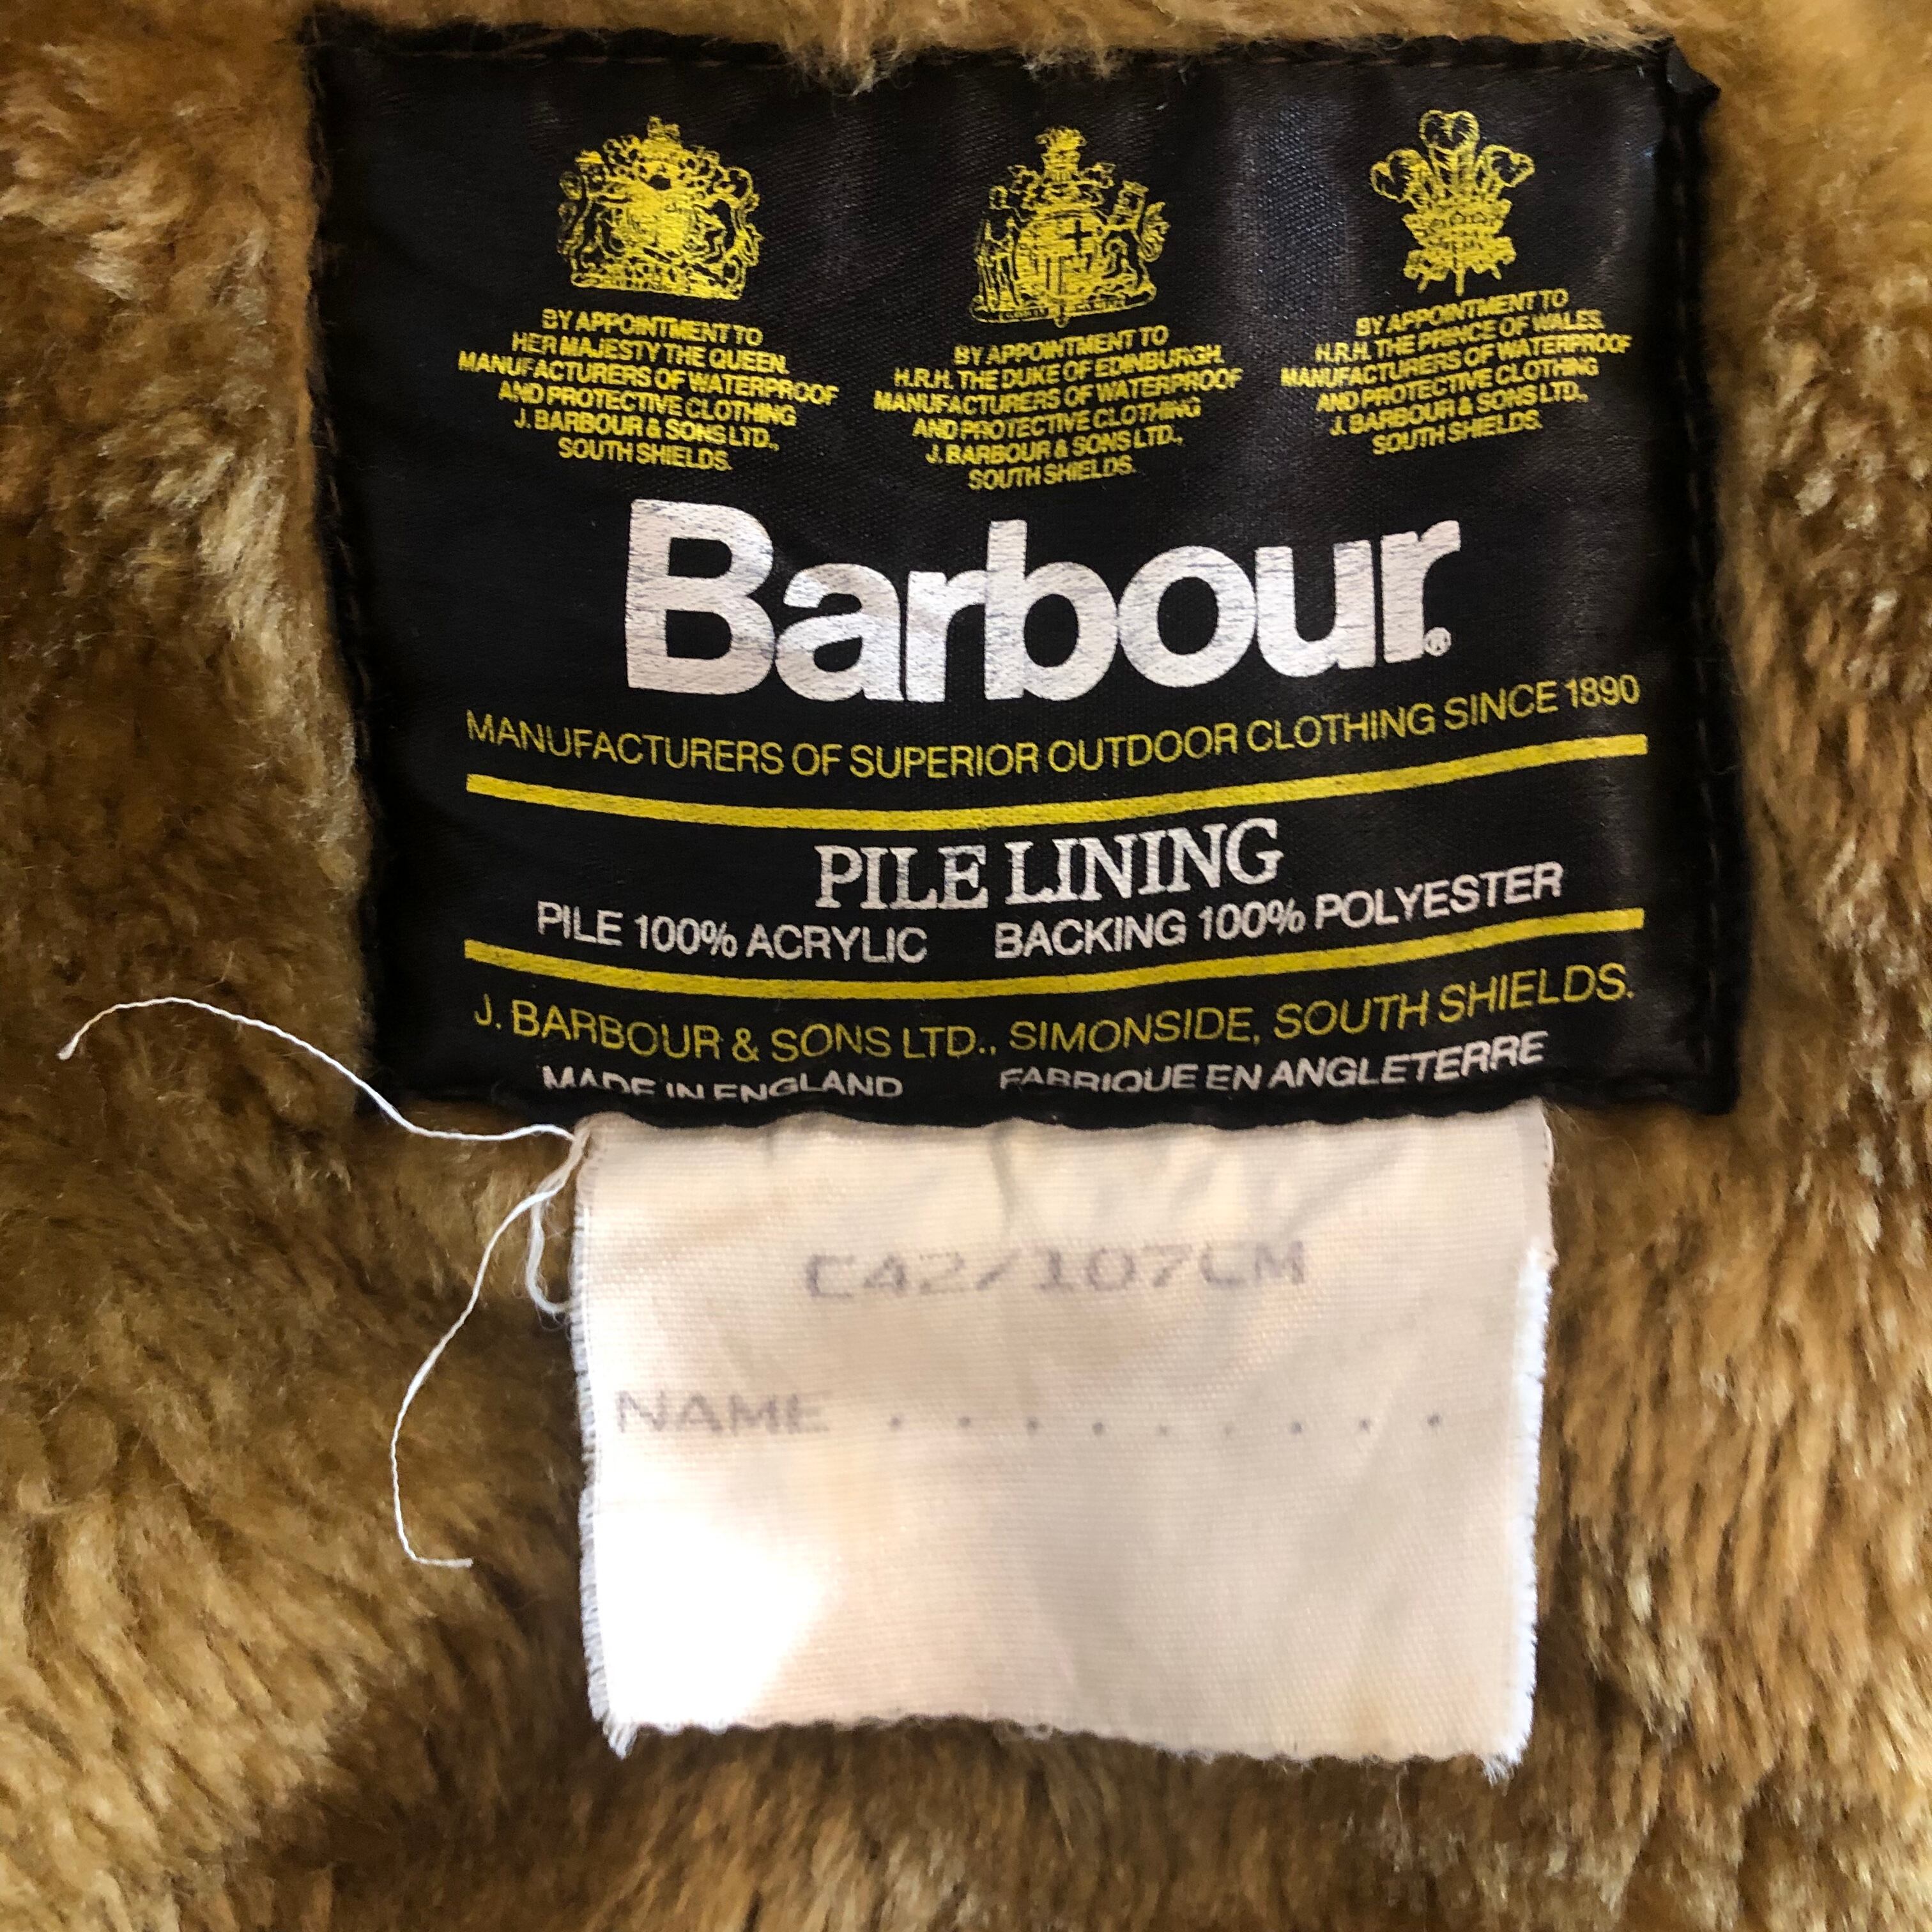 BY APPOINTMENT TO
HER MAJESTY THE QUEEN.
MANUFACTURERS OF WATERPROOF
AND PROTECTIVE CLOTHING
J. BARBOUR & SONS LTD.,
SOUTH SHIELDS.
BY APPOINTMENT TO
H.R.H. THE DUKE OF EDINBURGH.
MANUFACTURERS OF WATERPROOF
AND PROTECTIVE CLOTHING
J. BARBOUR & SONS LTD.,
SOUTH SHIELDS.
BY APPOINTMENT TO
H.R.H. THE PRINCE OF WALES.
MANUFACTURERS OF WATERPROOF
AND PROTECTIVE CLOTHING
J. BARBOUR & SONS LTD.,
SOUTH SHIELDS.
Barbour®
MANUFACTURERS OF SUPERIOR OUTDOOR CLOTHING SINCE 1890
PILE LINING
PILE 100% ACRYLIC BACKING 100% POLYESTER
J. BARBOUR & SONS LTD., SIMONSIDE, SOUTH SHIELDS.
MADE IN ENGLAND FABRIQUE EN ANGLETERRE
C42/107CM
NAME . . . . . . . . .